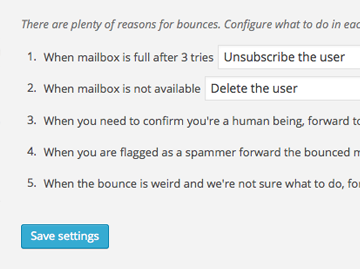 There are plenty of reasons for bounces. Configure what to do in eac
1. When mailbox is full after 3 tries Unsubscribe the user
2. When mailbox is not available Delete the user
3. When you need to confirm you're a human being, forward to
4. When you are flagged as a spammer forward the bounced m
5. When the bounce is weird and we're not sure what to do, fo
Save settings